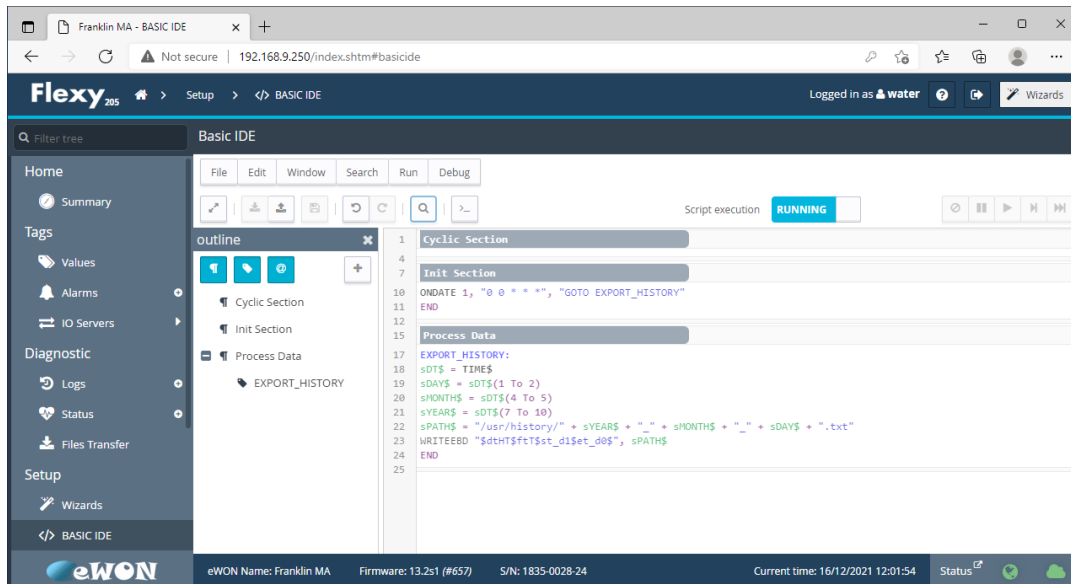 Franklin MA - BASIC IDE
Not secure | 192.168.9.250/index.shtm#basicide
Flexy 205 > Setup > </> BASIC IDE Logged in as water Wizards
Filter tree
Basic IDE
Home
Summary
Tags
Values
Alarms
IO Servers
Diagnostic
Logs
Status
Files Transfer
Setup
Wizards
</> BASIC IDE
eWON
File Edit Window Search Run Debug
Script execution RUNNING
outline
¶ Cyclic Section
¶ Init Section
¶ Process Data
EXPORT_HISTORY
1 Cyclic Section
4
7 Init Section
10 ONDATE 1, "0 0 * * *", "GOTO EXPORT_HISTORY"
11 END
12
15 Process Data
17 EXPORT_HISTORY:
18 sDT$ = TIME$
19 sDAY$ = sDT$(1 To 2)
20 sMONTH$ = sDT$(4 To 5)
21 sYEAR$ = sDT$(7 To 10)
22 sPATH$ = "/usr/history/" + sYEAR$ + "_" + sMONTH$ + "_" + sDAY$ + ".txt"
23 WRITEEBD "$dtHT$ftT$st_d1$et_d0$", sPATH$
24 END
25
eWON Name: Franklin MA Firmware: 13.2s1 (#657) S/N: 1835-0028-24 Current time: 16/12/2021 12:01:54 Status